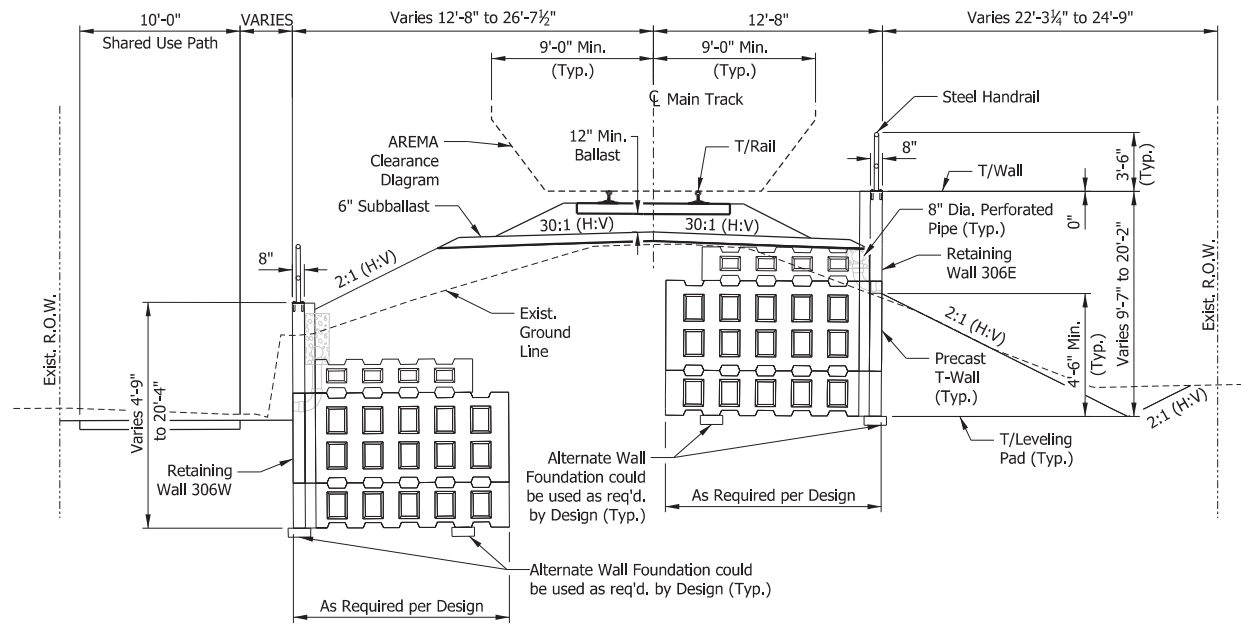 10'-0"
Shared Use Path
VARIES
Varies 12'-8" to 26'-7½"
12'-8"
Varies 22'-3¼" to 24'-9"
9'-0" Min.
(Typ.)
9'-0" Min.
(Typ.)
℄ Main Track
Steel Handrail
AREMA
Clearance
Diagram
12" Min.
Ballast
T/Rail
8"
3'-6"
(Typ.)
T/Wall
6" Subballast
30:1 (H:V)
30:1 (H:V)
8" Dia. Perforated
Pipe (Typ.)
0"
8"
2:1 (H:V)
Retaining
Wall 306E
Exist. R.O.W.
Exist.
Ground
Line
2:1 (H:V)
Precast
T-Wall
(Typ.)
4'-6" Min.
(Typ.)
Varies 9'-7" to 20'-2"
Exist. R.O.W.
Varies 4'-9"
to 20'-4"
2:1 (H:V)
Retaining
Wall 306W
Alternate Wall
Foundation could
be used as req'd.
by Design (Typ.)
T/Leveling
Pad (Typ.)
As Required per Design
Alternate Wall Foundation could
be used as req'd. by Design (Typ.)
As Required per Design